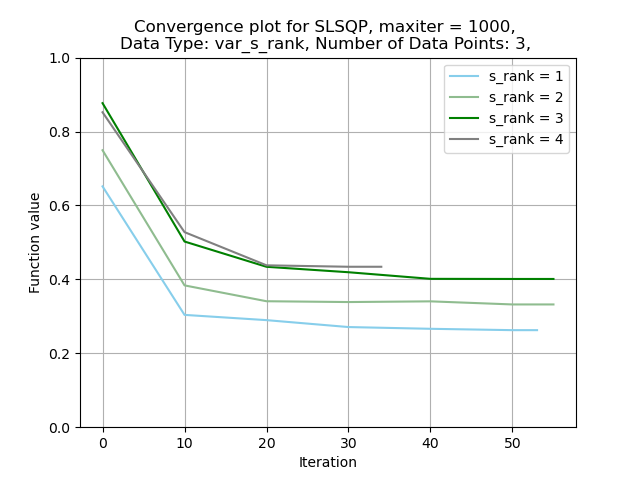 Convergence plot for SLSQP, maxiter = 1000,
Data Type: var_s_rank, Number of Data Points: 3,
1.0
0.8
0.6
0.4
0.2
0.0
Function value
s_rank = 1
s_rank = 2
s_rank = 3
s_rank = 4
0 10 20 30 40 50
Iteration